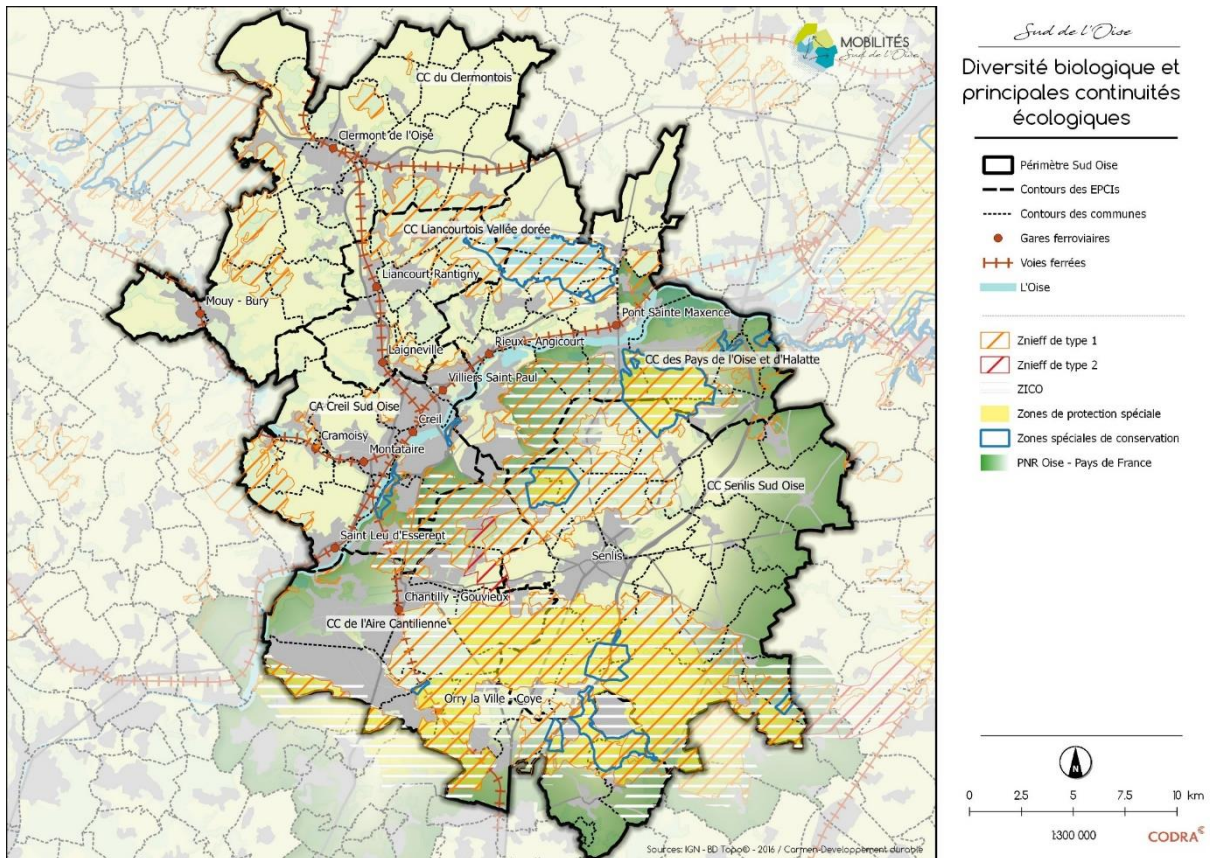 MOBILITÉS
Sud de l'Oise
CC du Clermontois
Clermont de l'Oise
CC Liancourtois Vallée dorée
Liancourt Rantigny
Mouy - Bury
Pont Sainte Maxence
Rieux - Angicourt
Laigneville
CC des Pays de l'Oise et d'Halatte
Villiers Saint Paul
CA Creil Sud Oise
Creil
Cramoisy
Montataire
CC Senlis Sud Oise
Saint Leu d'Esserent
Senlis
Chantilly - Gouvieux
CC de l'Aire Cantilienne
Orry la Ville - Coye
Sources: IGN - BD Topo© - 2016 / Carmen-Developpement durable
Sud de l'Oise
Diversité biologique et
principales continuités
écologiques
Périmètre Sud Oise
Contours des EPCIs
Contours des communes
Gares ferroviaires
Voies ferrées
L'Oise
Znieff de type 1
Znieff de type 2
ZICO
Zones de protection spéciale
Zones spéciales de conservation
PNR Oise - Pays de France
N
0 2.5 5 7.5 10 km
1:300 000
CODRA